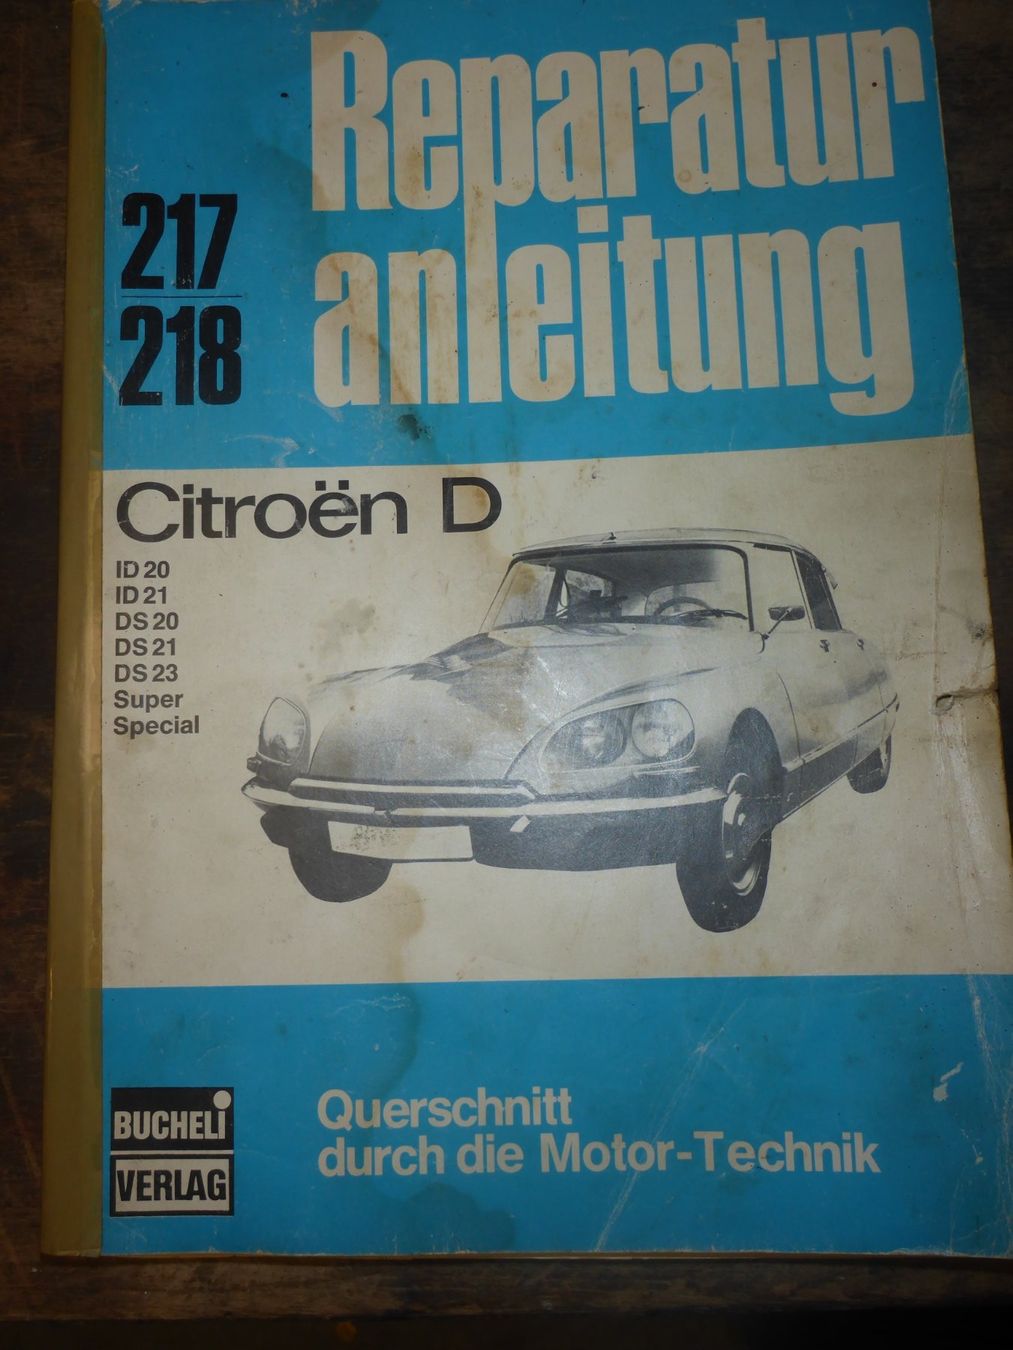 Reparatur
anleitung
217
218
Citroën D
ID 20
ID 21
DS 20
DS 21
DS 23
Super
Special
BUCHELI
VERLAG
Querschnitt
durch die Motor-Technik